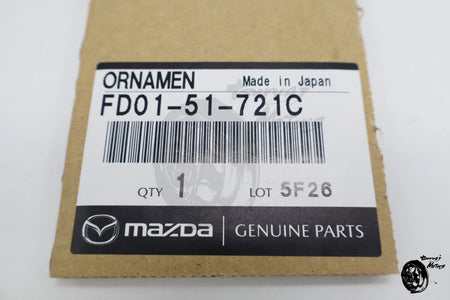 ORNAMEN Made in Japan
FD01-51-721C
QTY 1 LOT 5F26
mazda GENUINE PARTS